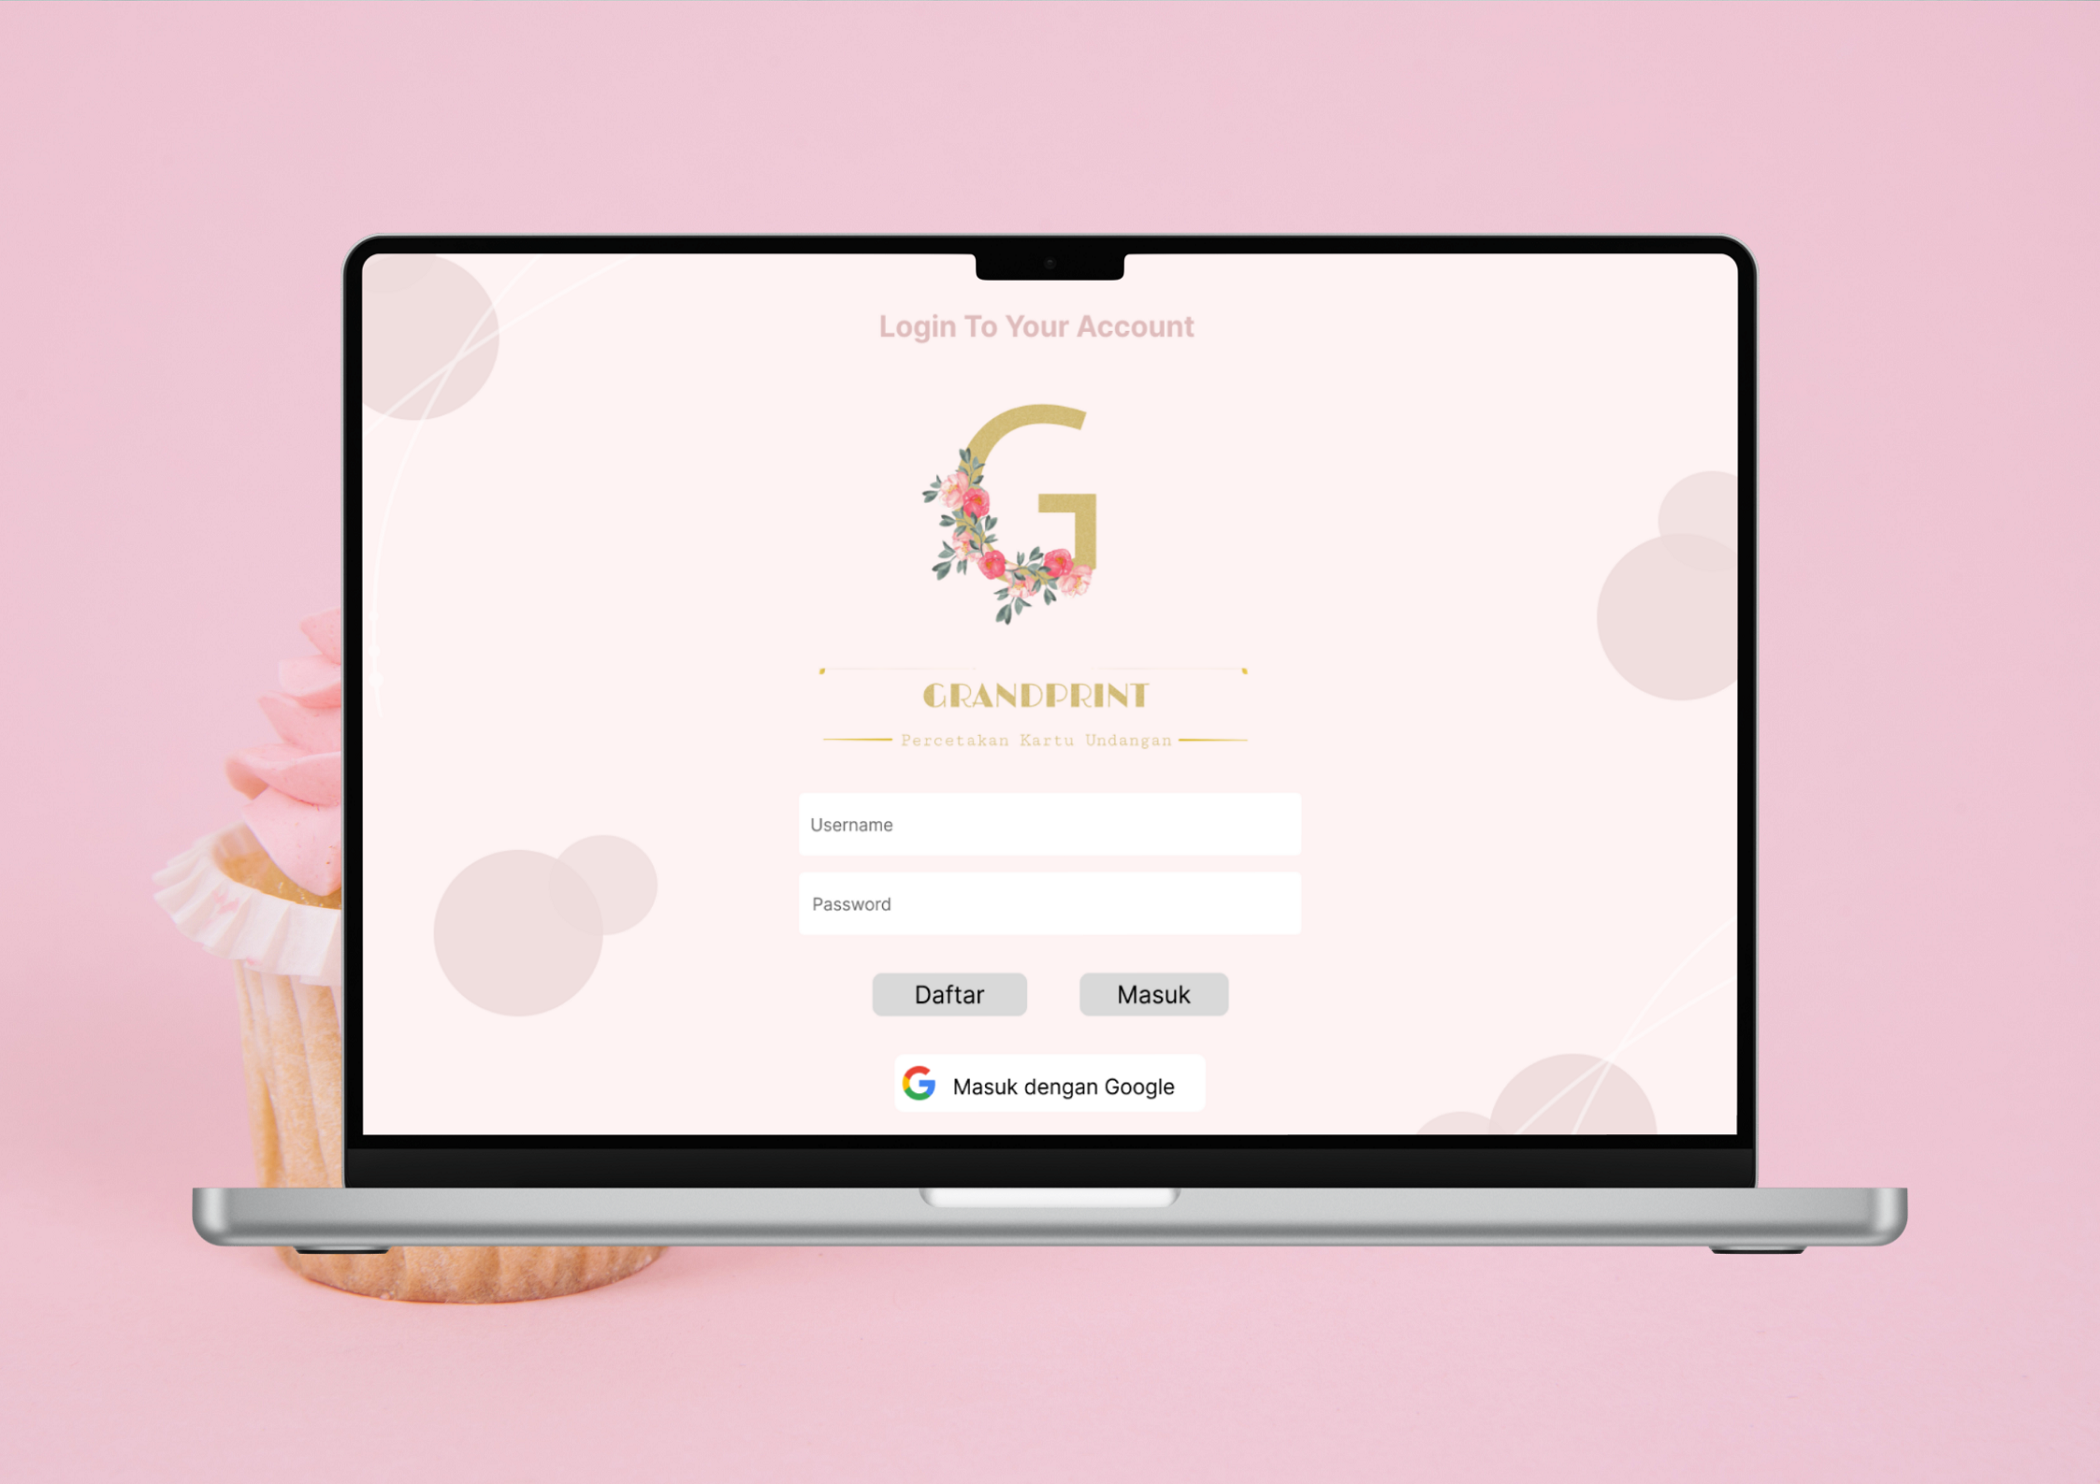 Login To Your Account
G
GRANDPRINT
Percetakan Kartu Undangan
Username
Password
Daftar
Masuk
Masuk dengan Google